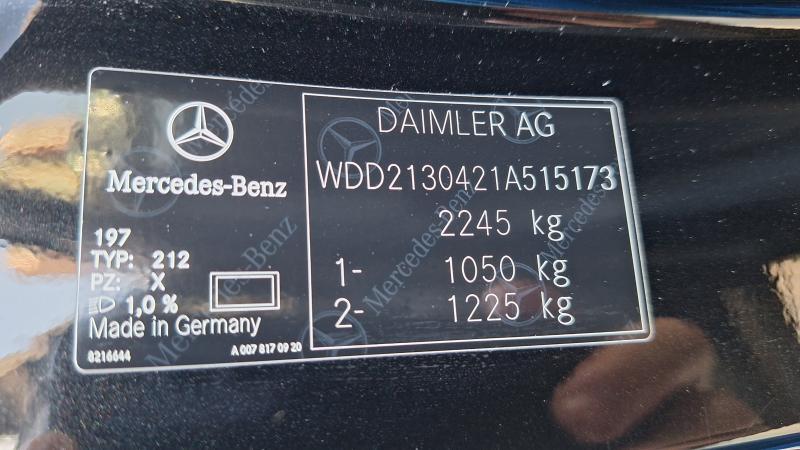 Mercedes-Benz
197
TYP: 212
PZ: X
1,0 %
Made in Germany
8216644
A 007 817 09 20
DAIMLER AG
WDD2130421A515173
2245 kg
1- 1050 kg
2- 1225 kg